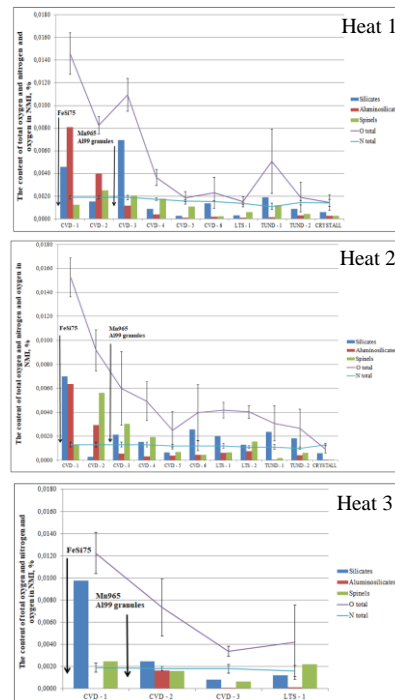 Heat 1
The content of total oxygen and nitrogen and
oxygen in NMI, %
0,0180
0,0160
0,0140
0,0120
0,0100
0,0080
0,0060
0,0040
0,0020
0,0000
FeSi75
Mn965
Al99 granules
Silicates
Aluminosilicates
Spinels
O total
N total
CVD - 1 CVD - 2 CVD - 3 CVD - 4 CVD - 5 CVD - 6 LTS - 1 TUND - 1 TUND - 2 CRYSTALL
Heat 2
The content of total oxygen and nitrogen and oxygen in
NMI, %
0,0180
0,0160
0,0140
0,0120
0,0100
0,0080
0,0060
0,0040
0,0020
0,0000
FeSi75
Mn965
Al99 granules
Silicates
Aluminosilicates
Spinels
O total
N total
CVD - 1 CVD - 2 CVD - 3 CVD - 4 CVD - 5 CVD - 6 LTS - 1 LTS - 2 TUND - 1 TUND - 2 CRYSTALL
Heat 3
The content of total oxygen and nitrogen and
oxygen in NMI, %
0,0180
0,0160
0,0140
0,0120
0,0100
0,0080
0,0060
0,0040
0,0020
0,0000
FeSi75
Mn965
Al99 granules
Silicates
Aluminosilicates
Spinels
O total
N total
CVD - 1 CVD - 2 CVD - 3 LTS - 1